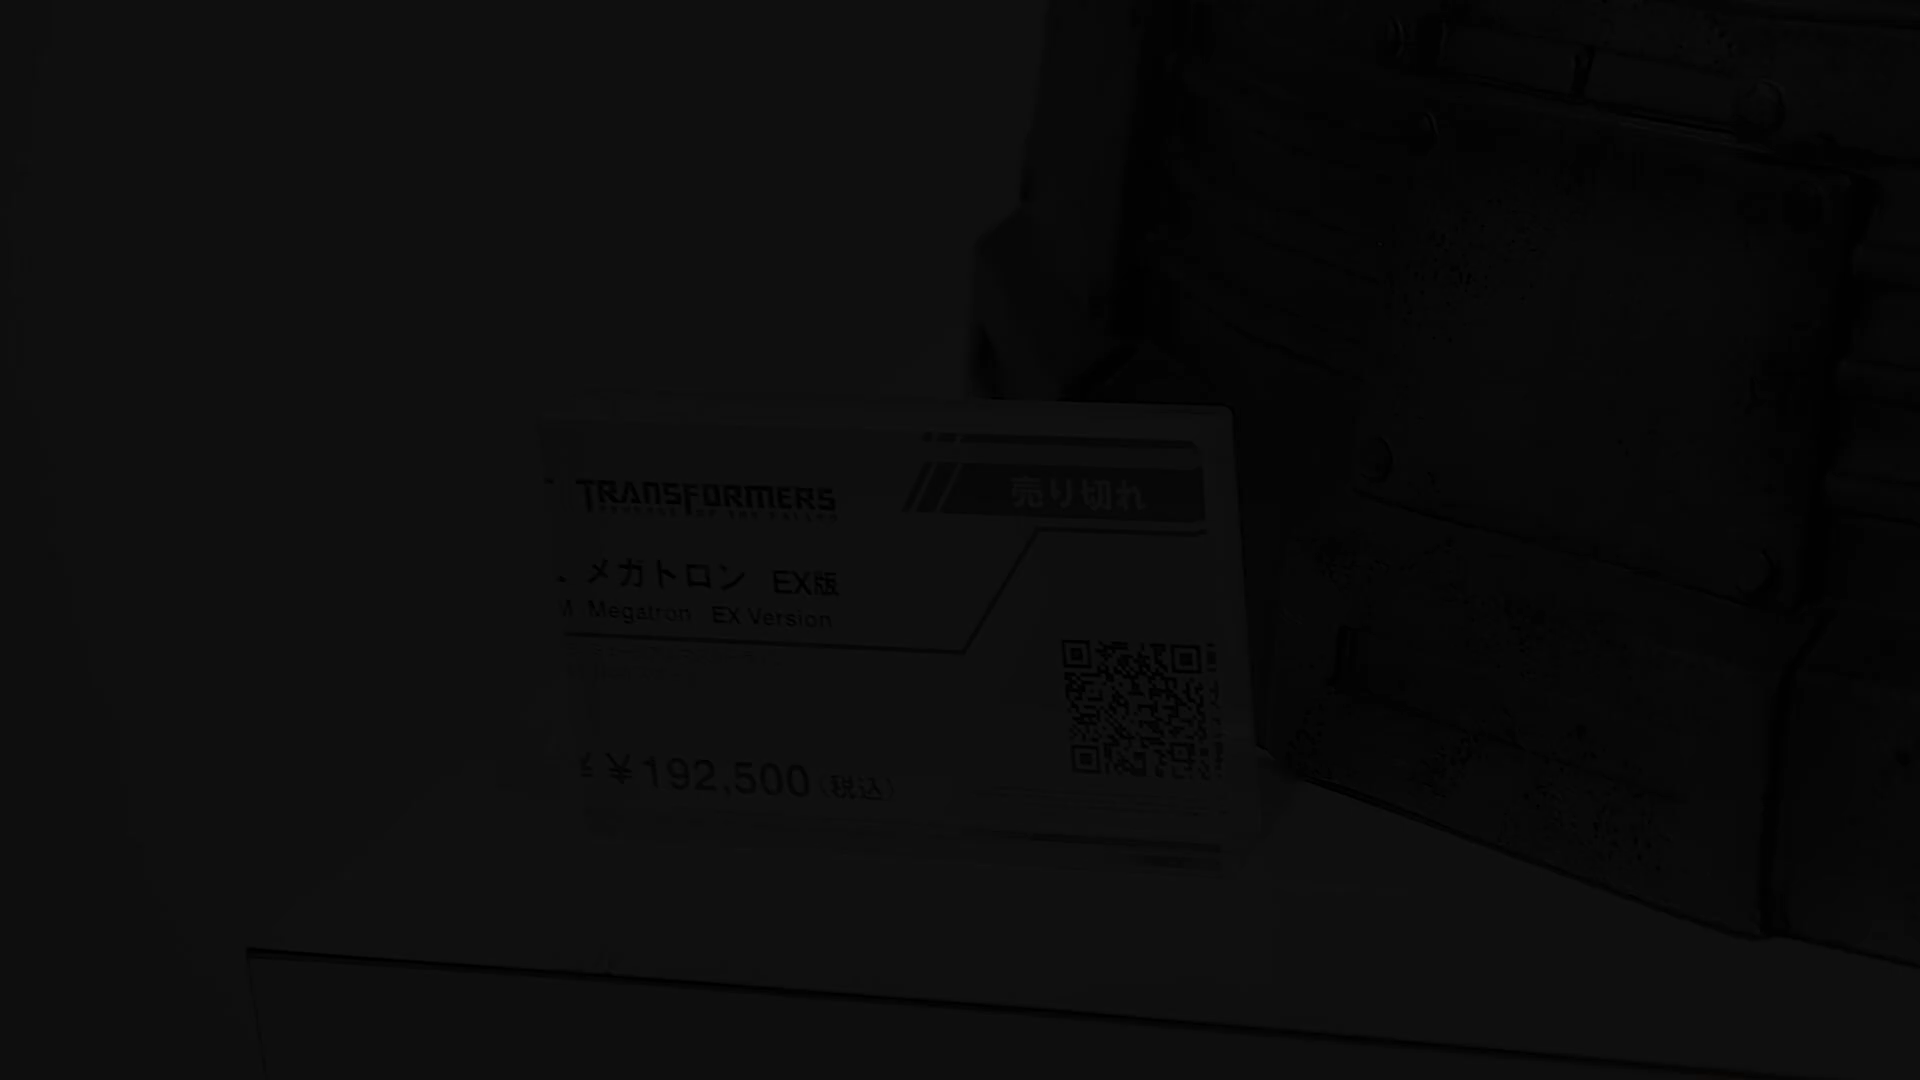 TRANSFORMERS
売り切れ
メガトロン EX版
Megatron EX Version
¥192,500(税込)